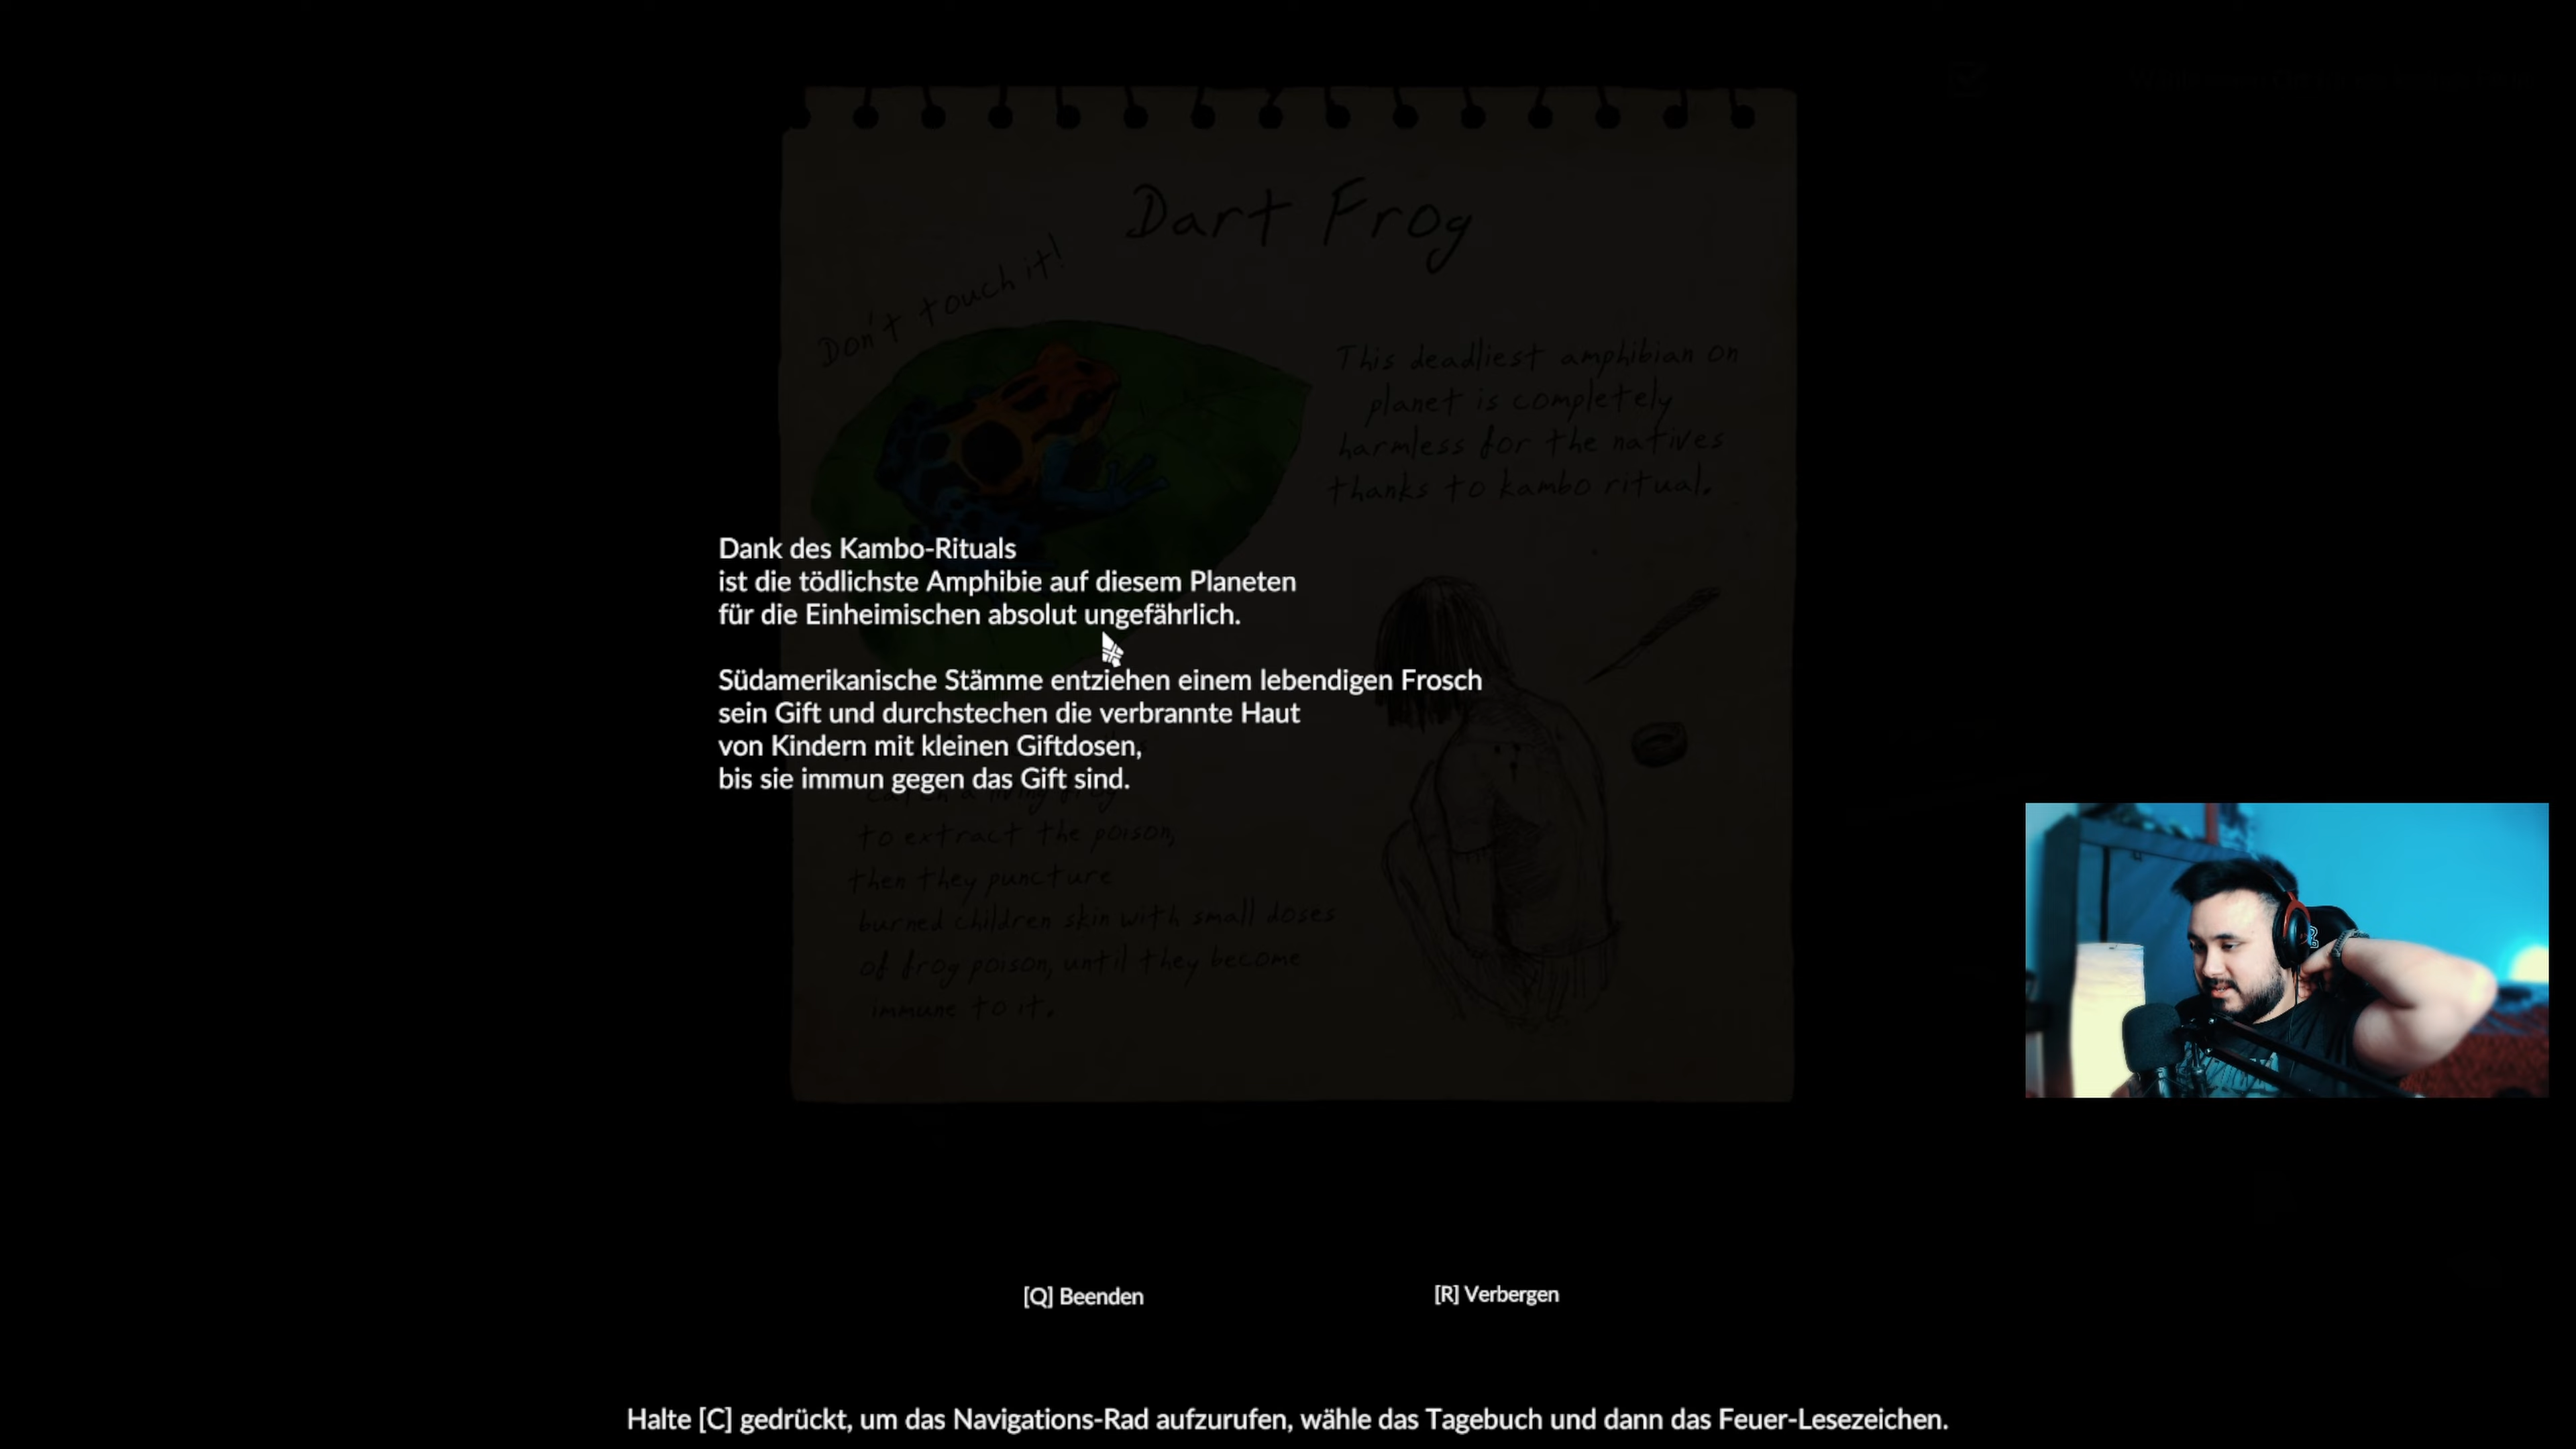 Dart Frog
Don't touch it!
This deadliest amphibian on
planet is completely
harmless for the natives
thanks to kambo ritual.
Dank des Kambo-Rituals
ist die tödlichste Amphibie auf diesem Planeten
für die Einheimischen absolut ungefährlich.
Südamerikanische Stämme entziehen einem lebendigen Frosch
sein Gift und durchstechen die verbrannte Haut
von Kindern mit kleinen Giftdosen,
bis sie immun gegen das Gift sind.
to extract the poison,
then they puncture
burned children skin with small doses
of frog poison, until they become
immune to it.
[Q] Beenden
[R] Verbergen
Halte [C] gedrückt, um das Navigations-Rad aufzurufen, wähle das Tagebuch und dann das Feuer-Lesezeichen.